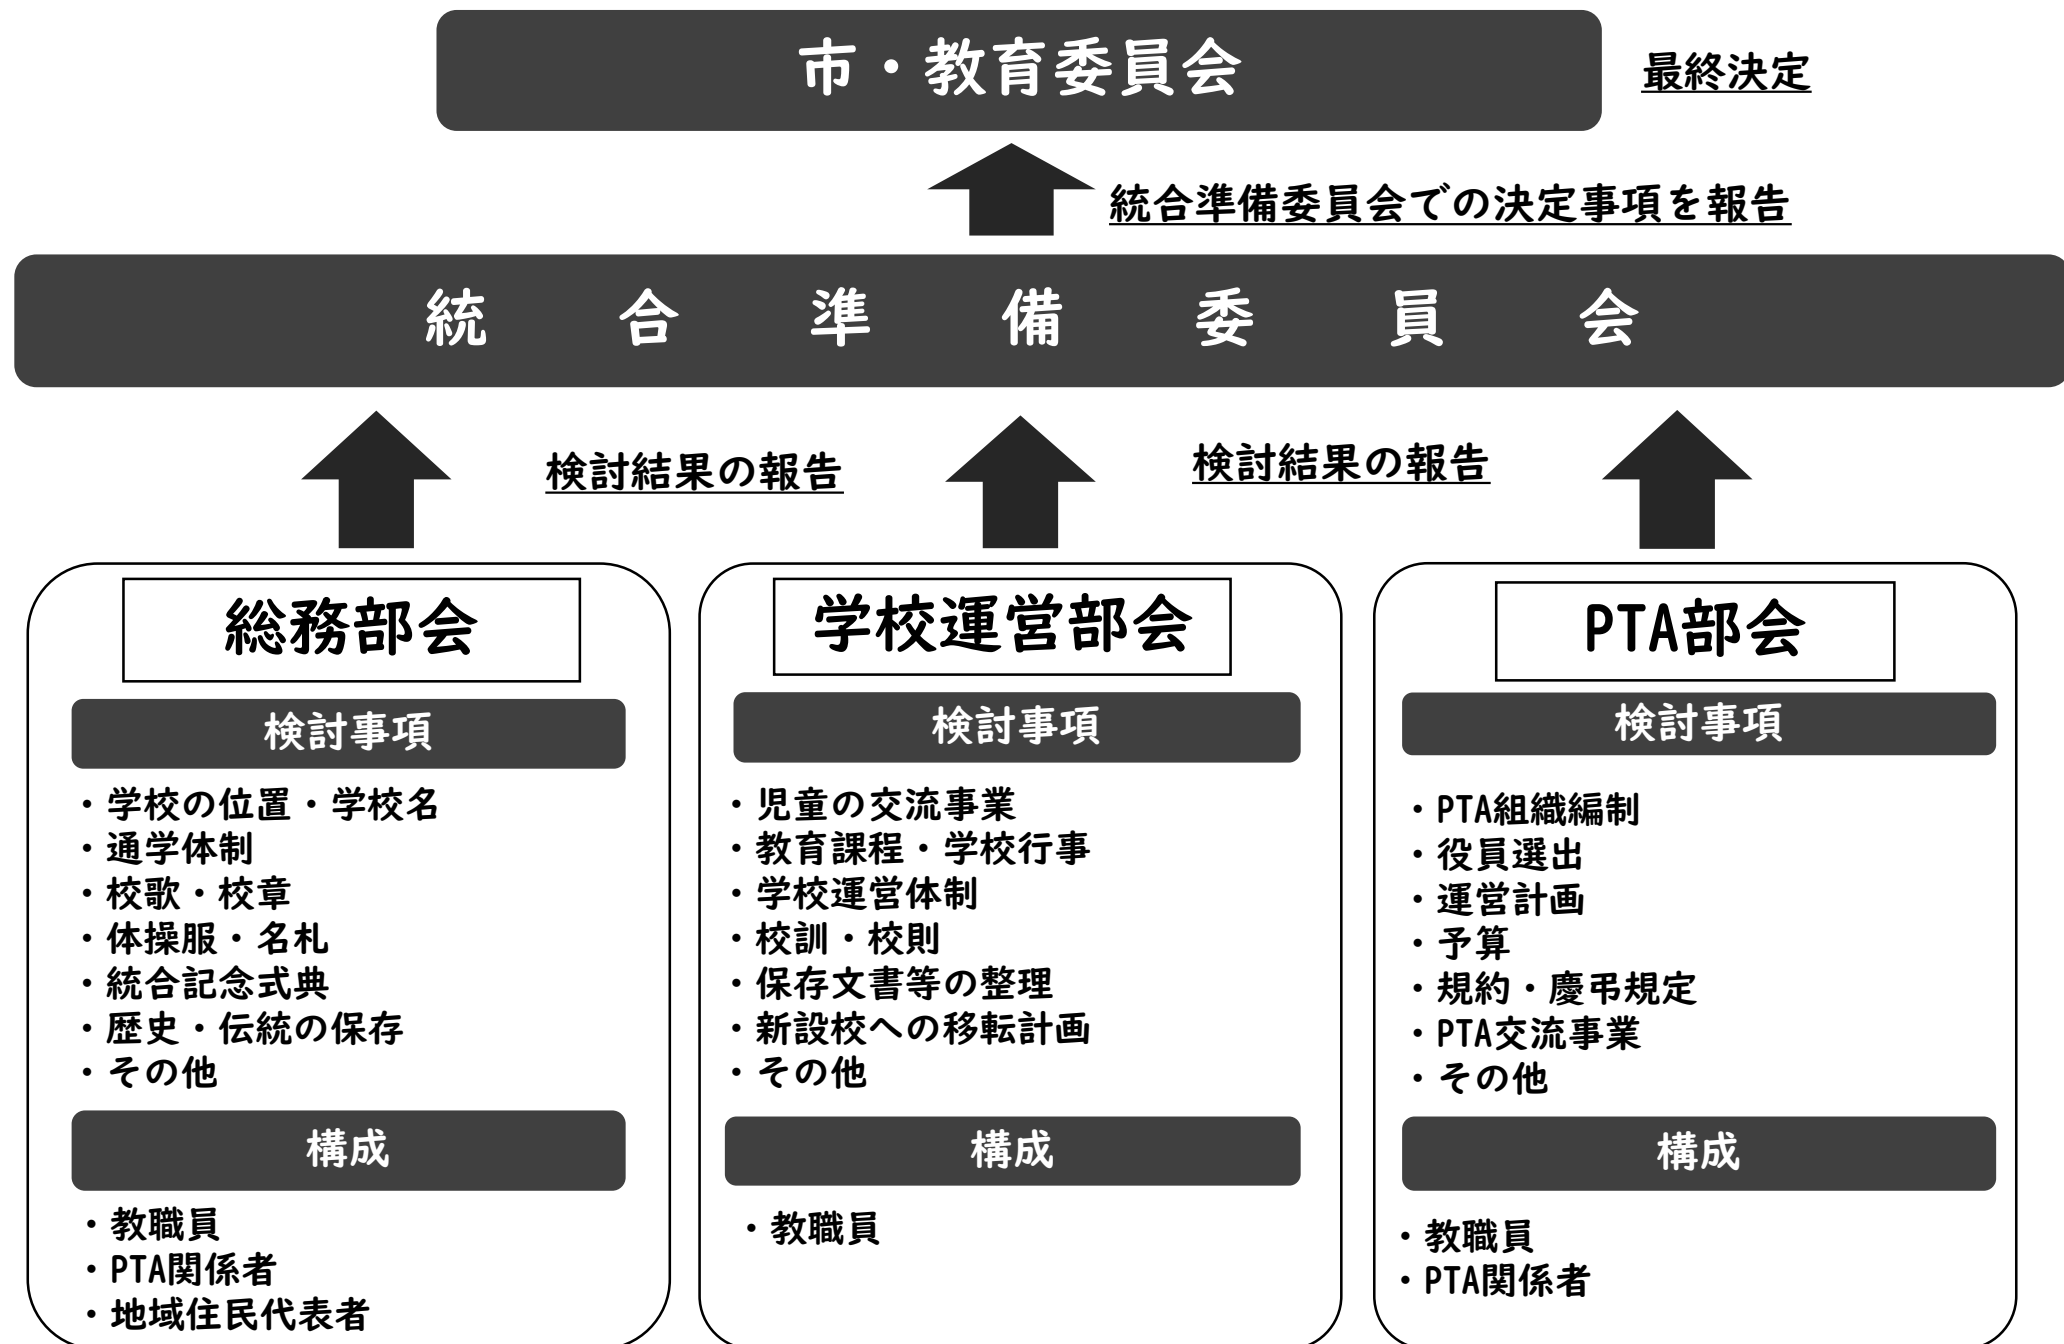 市・教育委員会
最終決定
統合準備委員会での決定事項を報告
統合準備委員会
検討結果の報告
検討結果の報告
総務部会
検討事項
・学校の位置・学校名
・通学体制
・校歌・校章
・体操服・名札
・統合記念式典
・歴史・伝統の保存
・その他
構成
・教職員
・PTA関係者
・地域住民代表者
学校運営部会
検討事項
・児童の交流事業
・教育課程・学校行事
・学校運営体制
・校訓・校則
・保存文書等の整理
・新設校への移転計画
・その他
構成
・教職員
PTA部会
検討事項
・PTA組織編制
・役員選出
・運営計画
・予算
・規約・慶弔規定
・PTA交流事業
・その他
構成
・教職員
・PTA関係者